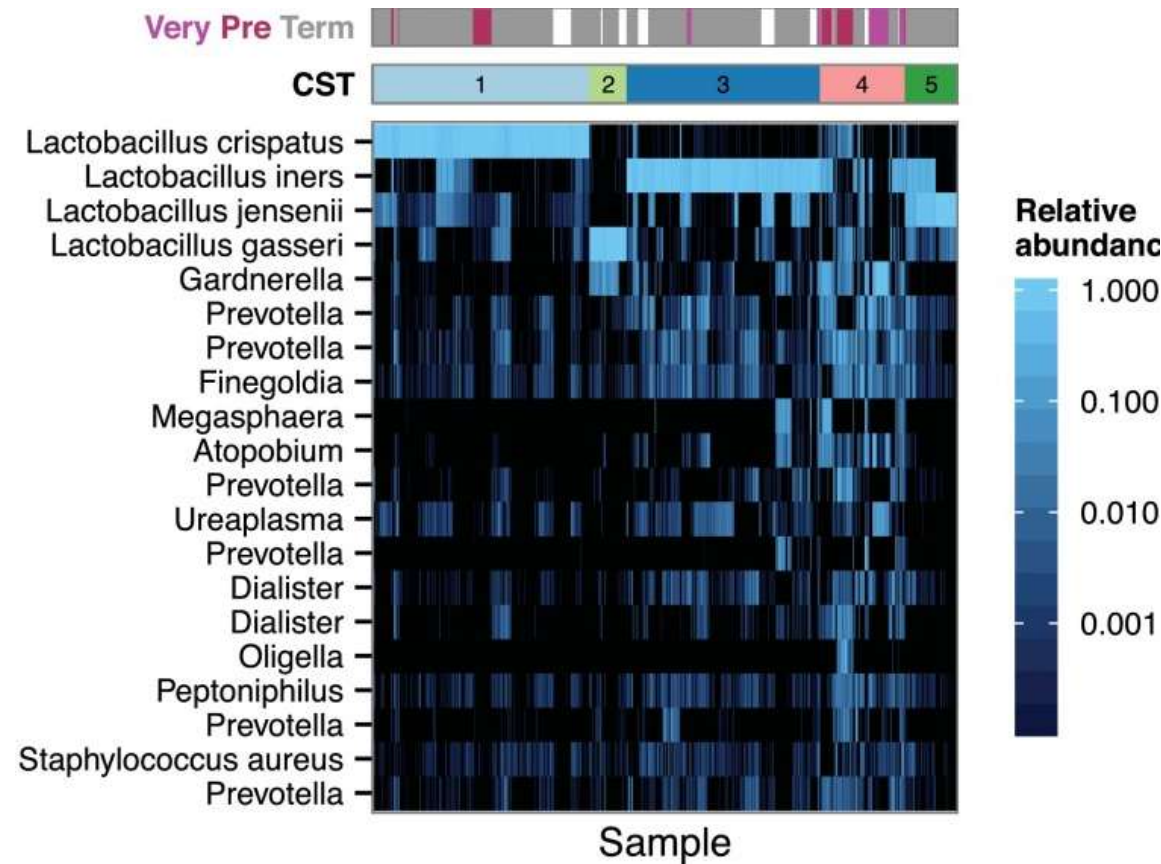 Very Pre Term
CST
1 2 3 4 5
Lactobacillus crispatus
Lactobacillus iners
Lactobacillus jensenii
Lactobacillus gasseri
Gardnerella
Prevotella
Prevotella
Finegoldia
Megasphaera
Atopobium
Prevotella
Ureaplasma
Prevotella
Dialister
Dialister
Oligella
Peptoniphilus
Prevotella
Staphylococcus aureus
Prevotella
Sample
Relative
abundanc
1.000
0.100
0.010
0.001